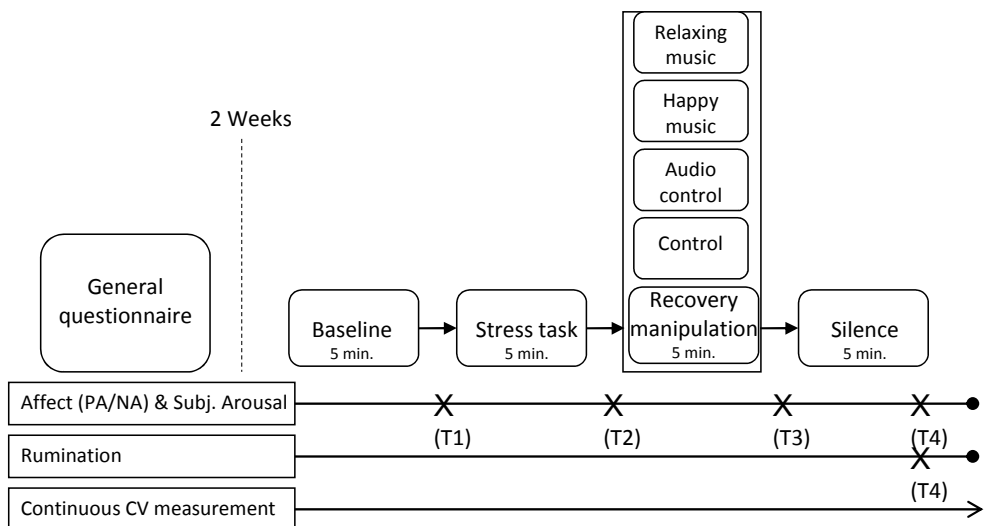 Relaxing
music
Happy
music
Audio
control
Control
2 Weeks
General
questionnaire
Baseline
5 min.
Stress task
5 min.
Recovery
manipulation
5 min.
Silence
5 min.
Affect (PA/NA) & Subj. Arousal
X X X X
(T1) (T2) (T3) (T4)
Rumination
X
(T4)
Continuous CV measurement